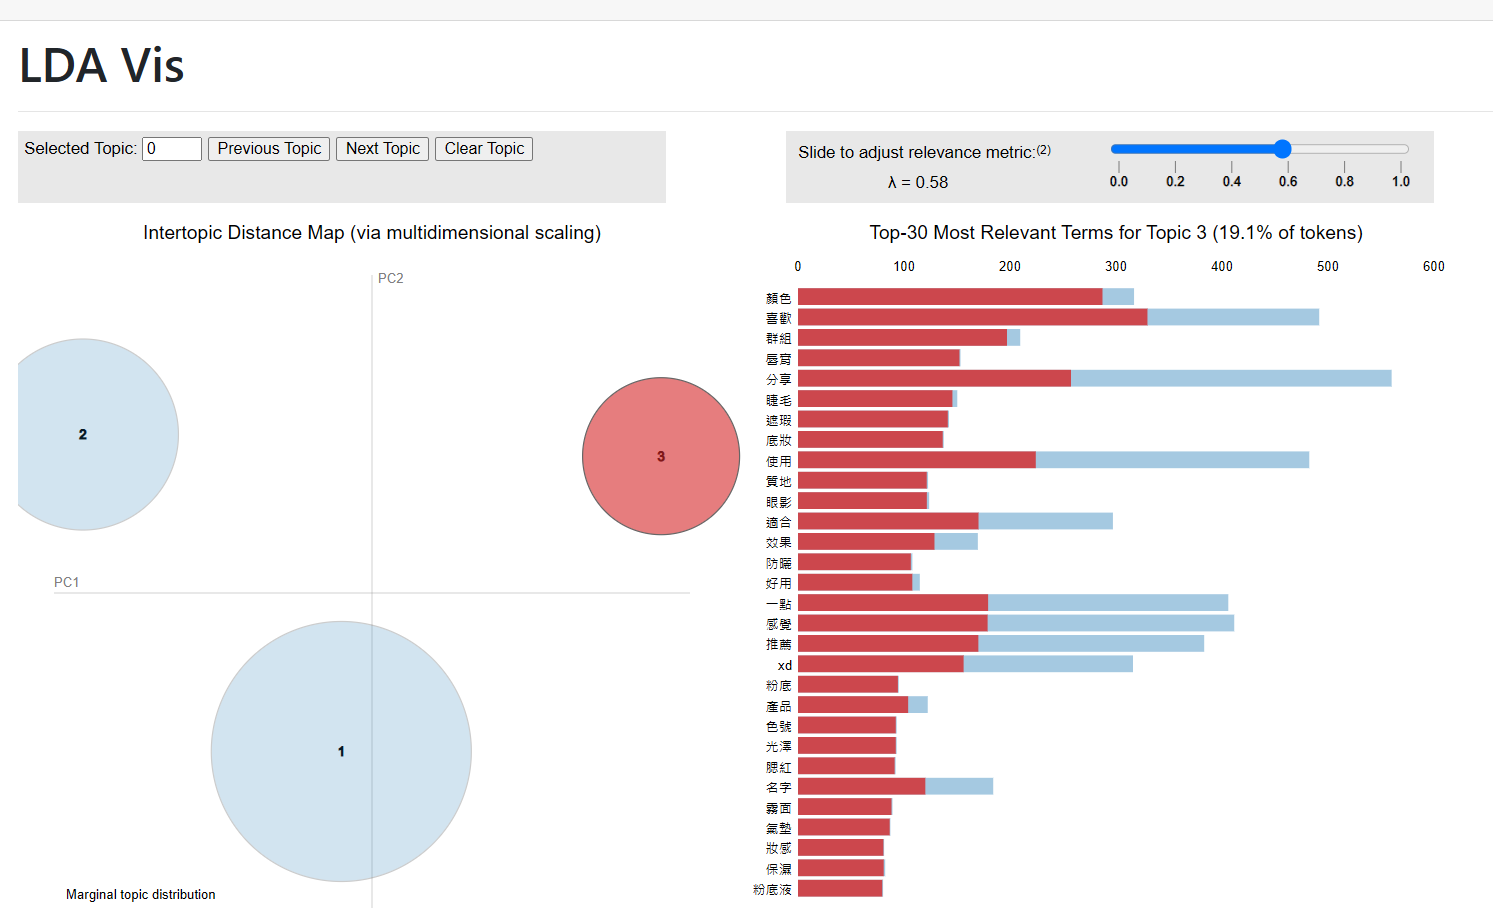 LDA Vis
Selected Topic: 0 Previous Topic Next Topic Clear Topic
Slide to adjust relevance metric:(2)
λ = 0.58
0.0 0.2 0.4 0.6 0.8 1.0
Intertopic Distance Map (via multidimensional scaling)
PC2
2
3
PC1
1
Marginal topic distribution
Top-30 Most Relevant Terms for Topic 3 (19.1% of tokens)
0 100 200 300 400 500 600
顏色
喜歡
群組
唇膏
分享
睫毛
遮瑕
底妝
使用
質地
眼影
適合
效果
防曬
好用
一點
感覺
推薦
xd
粉底
產品
色號
光澤
腮紅
名字
霧面
氣墊
妝感
保濕
粉底液